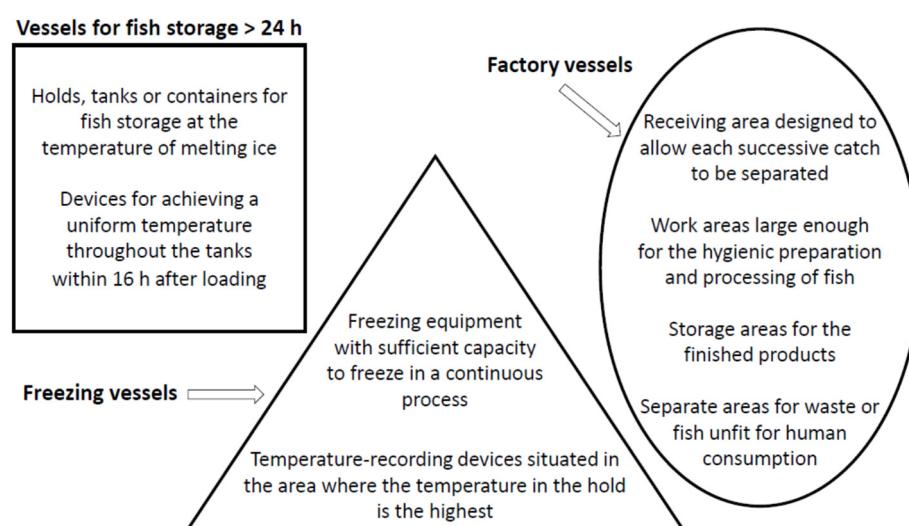 Vessels for fish storage > 24 h
Holds, tanks or containers for
fish storage at the
temperature of melting ice
Devices for achieving a
uniform temperature
throughout the tanks
within 16 h after loading
Freezing vessels
Freezing equipment
with sufficient capacity
to freeze in a continuous
process
Temperature-recording devices situated in
the area where the temperature in the hold
is the highest
Factory vessels
Receiving area designed to
allow each successive catch
to be separated
Work areas large enough
for the hygienic preparation
and processing of fish
Storage areas for the
finished products
Separate areas for waste or
fish unfit for human
consumption